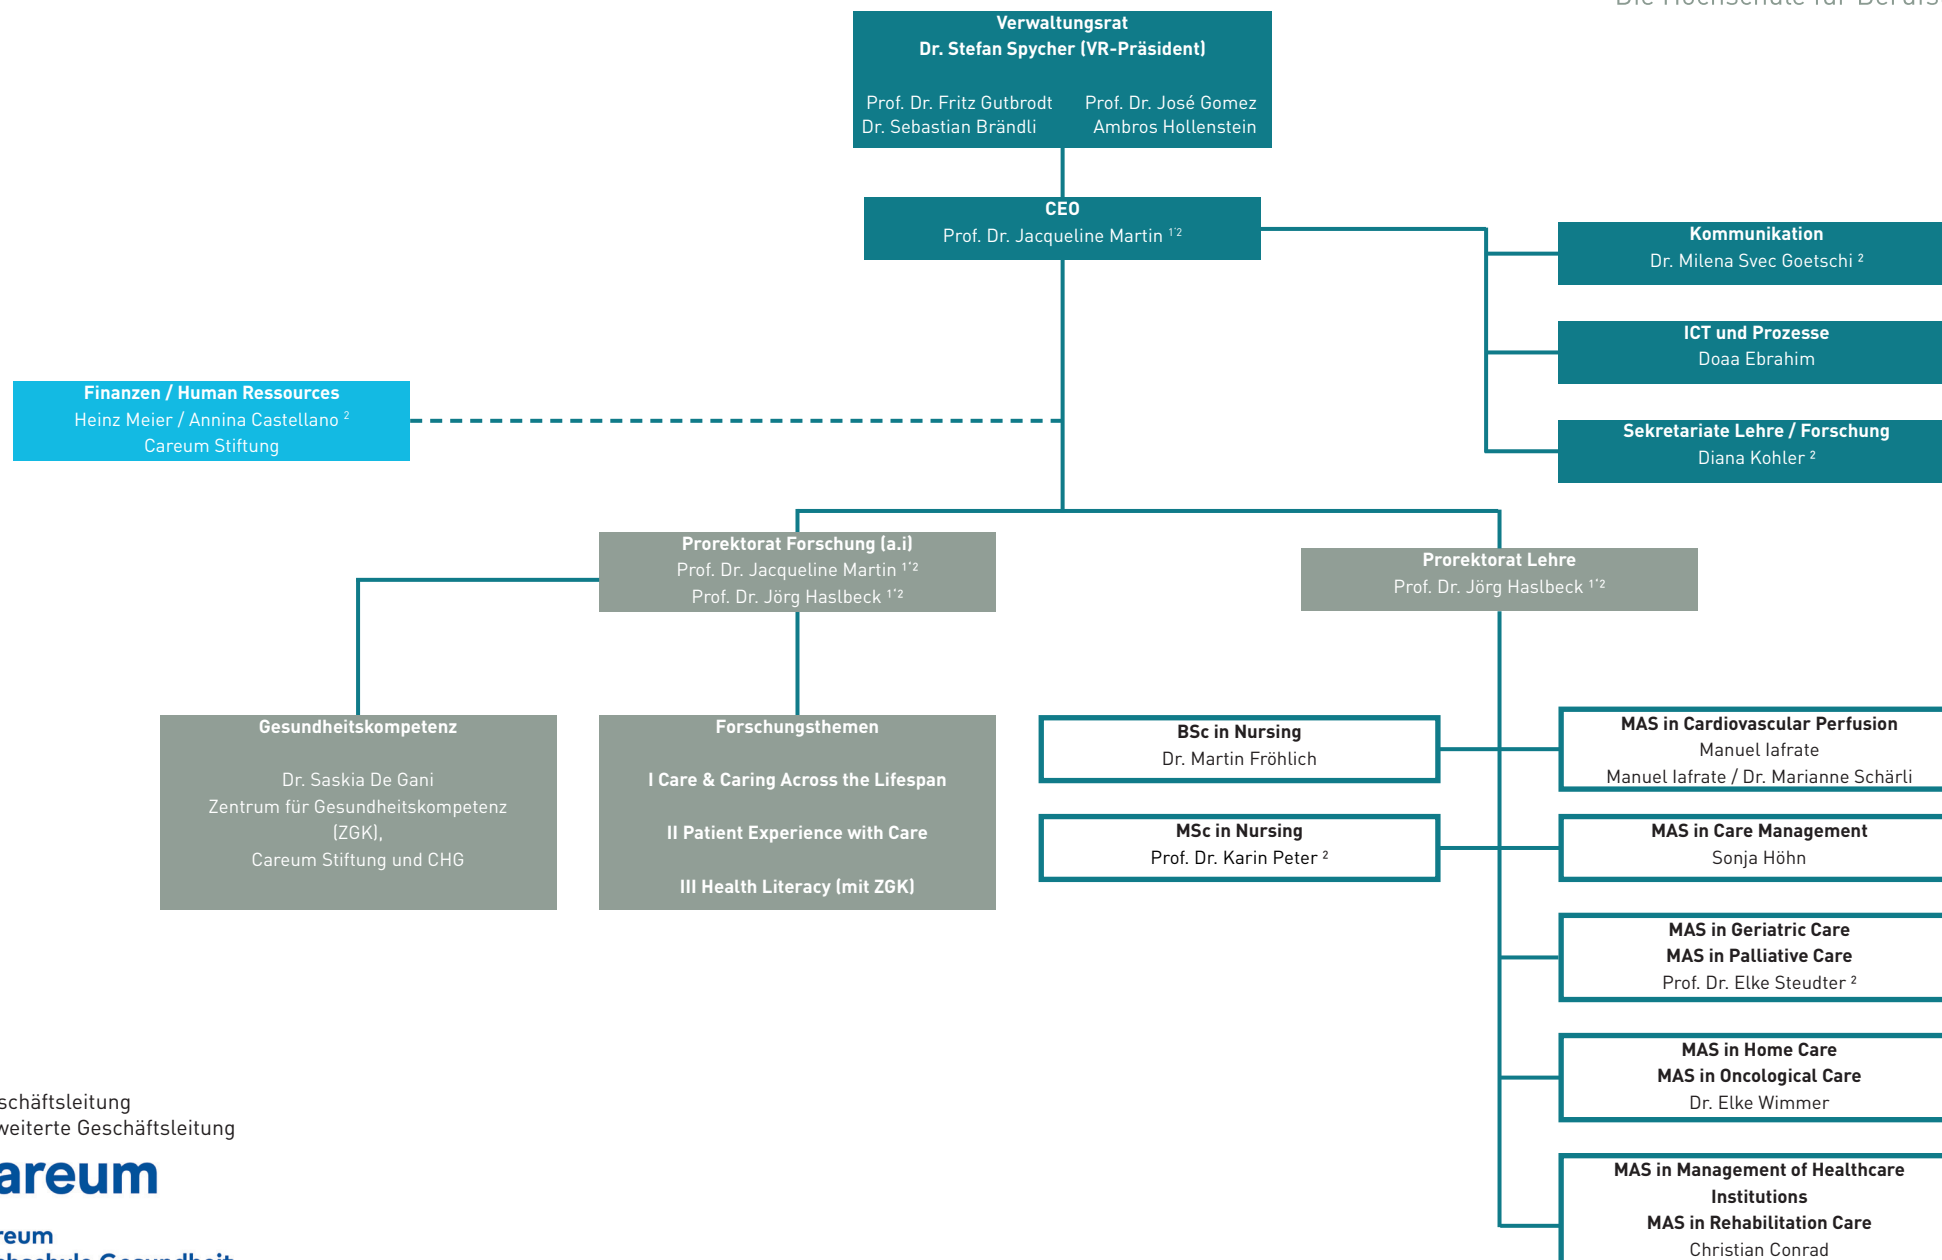 Die Hochschule für Berufs
Verwaltungsrat
Dr. Stefan Spycher (VR-Präsident)
Prof. Dr. Fritz Gutbrodt Prof. Dr. José Gomez
Dr. Sebastian Brändli Ambros Hollenstein
CEO
Prof. Dr. Jacqueline Martin ¹'²
Kommunikation
Dr. Milena Svec Goetschi ²
ICT und Prozesse
Doaa Ebrahim
Sekretariate Lehre / Forschung
Diana Kohler ²
Finanzen / Human Ressources
Heinz Meier / Annina Castellano ²
Careum Stiftung
Prorektorat Forschung (a.i)
Prof. Dr. Jacqueline Martin ¹'²
Prof. Dr. Jörg Haslbeck ¹'²
Prorektorat Lehre
Prof. Dr. Jörg Haslbeck ¹'²
Gesundheitskompetenz
Dr. Saskia De Gani
Zentrum für Gesundheitskompetenz
(ZGK),
Careum Stiftung und CHG
Forschungsthemen
I Care & Caring Across the Lifespan
II Patient Experience with Care
III Health Literacy (mit ZGK)
BSc in Nursing
Dr. Martin Fröhlich
MSc in Nursing
Prof. Dr. Karin Peter ²
MAS in Cardiovascular Perfusion
Manuel Iafrate
Manuel Iafrate / Dr. Marianne Schärli
MAS in Care Management
Sonja Höhn
MAS in Geriatric Care
MAS in Palliative Care
Prof. Dr. Elke Steudter ²
MAS in Home Care
MAS in Oncological Care
Dr. Elke Wimmer
MAS in Management of Healthcare
Institutions
MAS in Rehabilitation Care
Christian Conrad
schäftsleitung
weiterte Geschäftsleitung
areum
reum
hschule Gesundheit